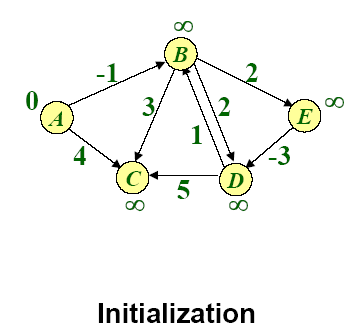 ∞
B
-1
2
0
A
3
2
E
∞
4
1
-3
C
5
D
∞
∞
Initialization